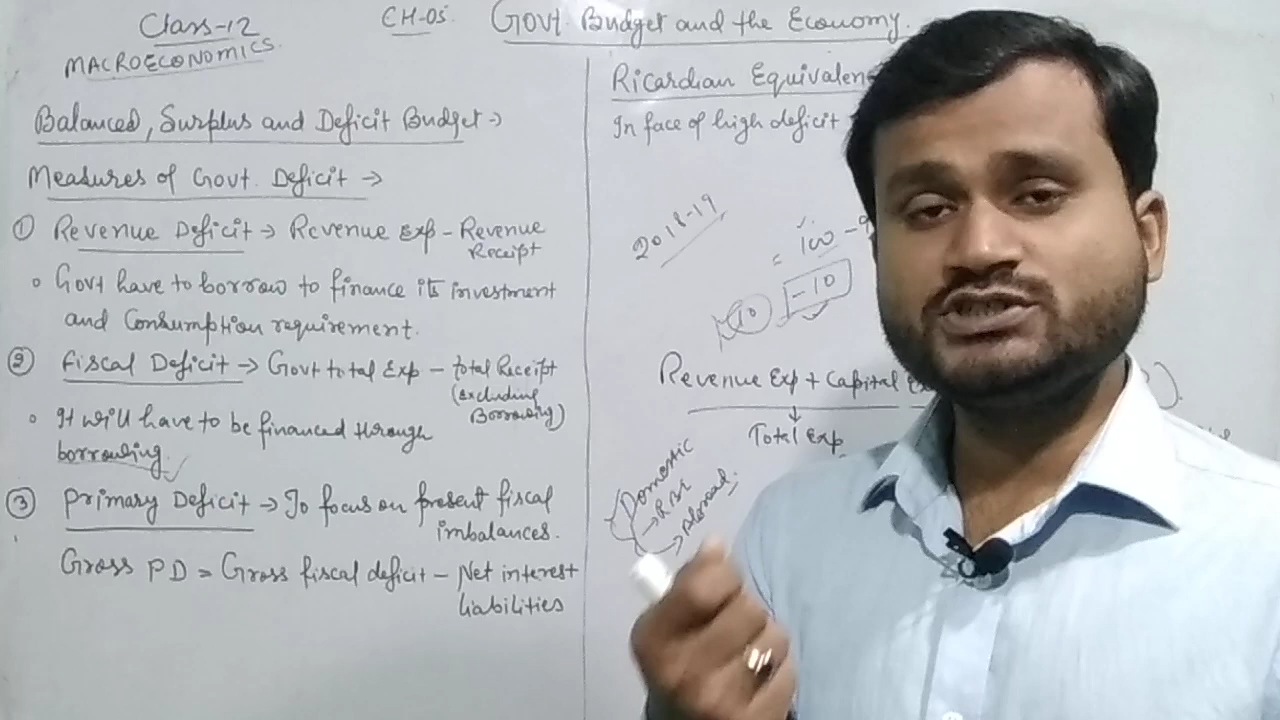 Class-12
MACROECONOMICS.
CH-05.
Govt. Budget and the Economy.
Balanced, Surplus and Deficit Budget →
Measures of Govt. Deficit →
① Revenue Deficit → Revenue Exp - Revenue
Receipt
Govt have to borrow to finance its investment
and Consumption requirement.
② Fiscal Deficit → Govt total Exp - total Receipt
(excluding
Borrowing)
It will have to be financed through
borrowing.
③ Primary Deficit → To focus on present fiscal
imbalances.
Gross PD = Gross fiscal deficit - Net interest
liabilities
Ricardian
In face of high deficit
2018-19
= 100 -
10
-10
Revenue Exp + Capital
Total Exp
Domestic
→ RBI
→ Abroad.